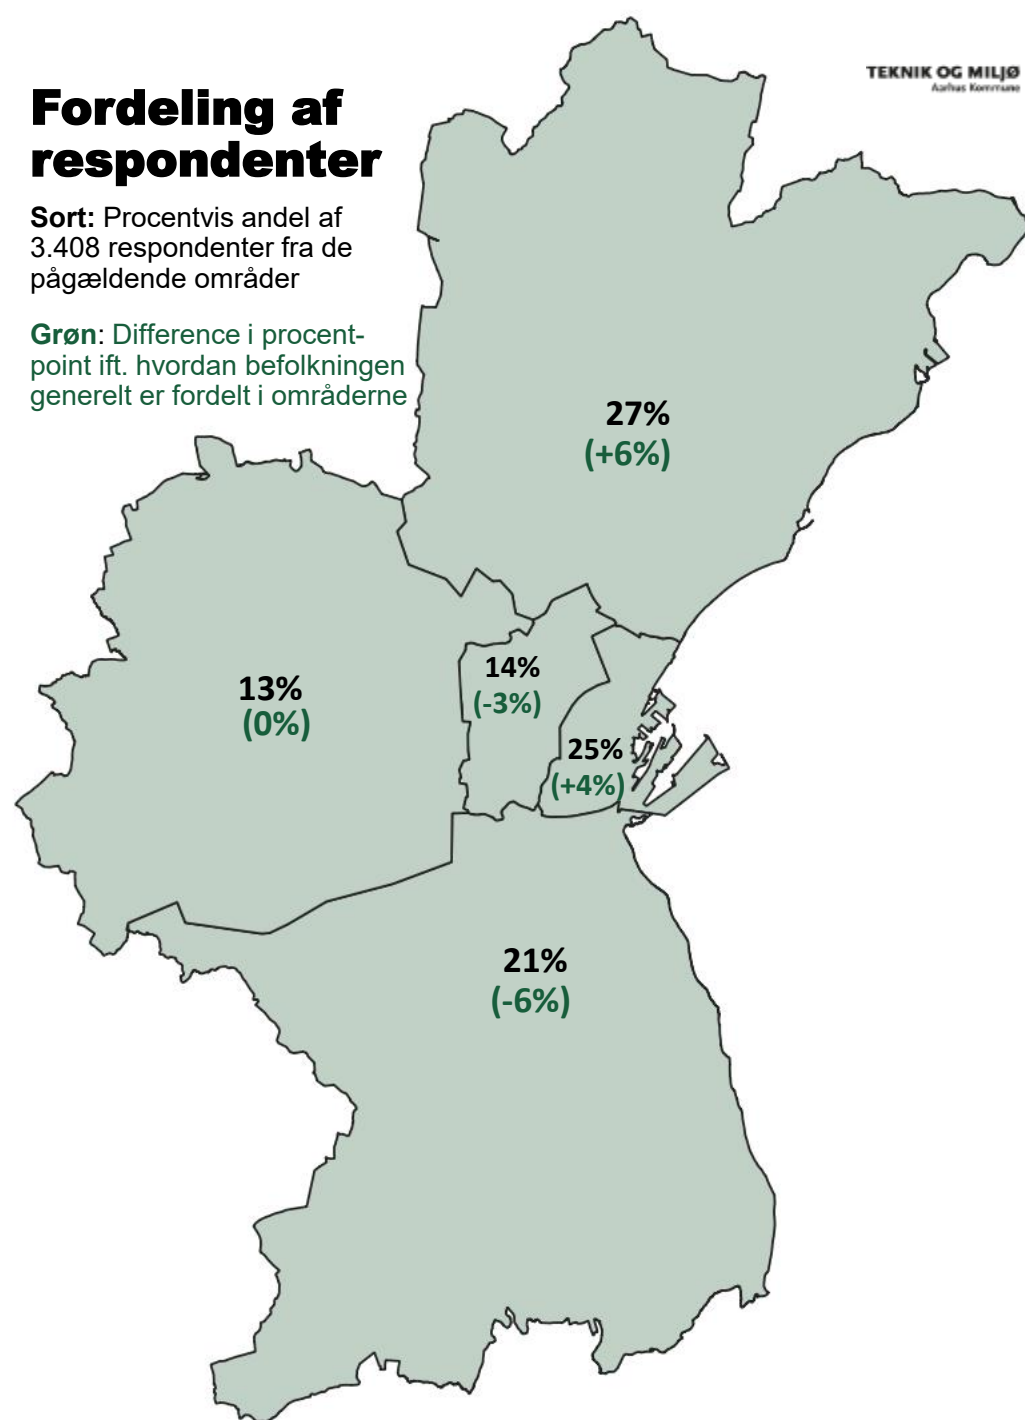 TEKNIK OG MILJØ
Aarhus Kommune
Fordeling af
respondenter
Sort: Procentvis andel af
3.408 respondenter fra de
pågældende områder
Grøn: Difference i procent-
point ift. hvordan befolkningen
generelt er fordelt i områderne
27%
(+6%)
14%
(-3%)
13%
(0%)
25%
(+4%)
21%
(-6%)